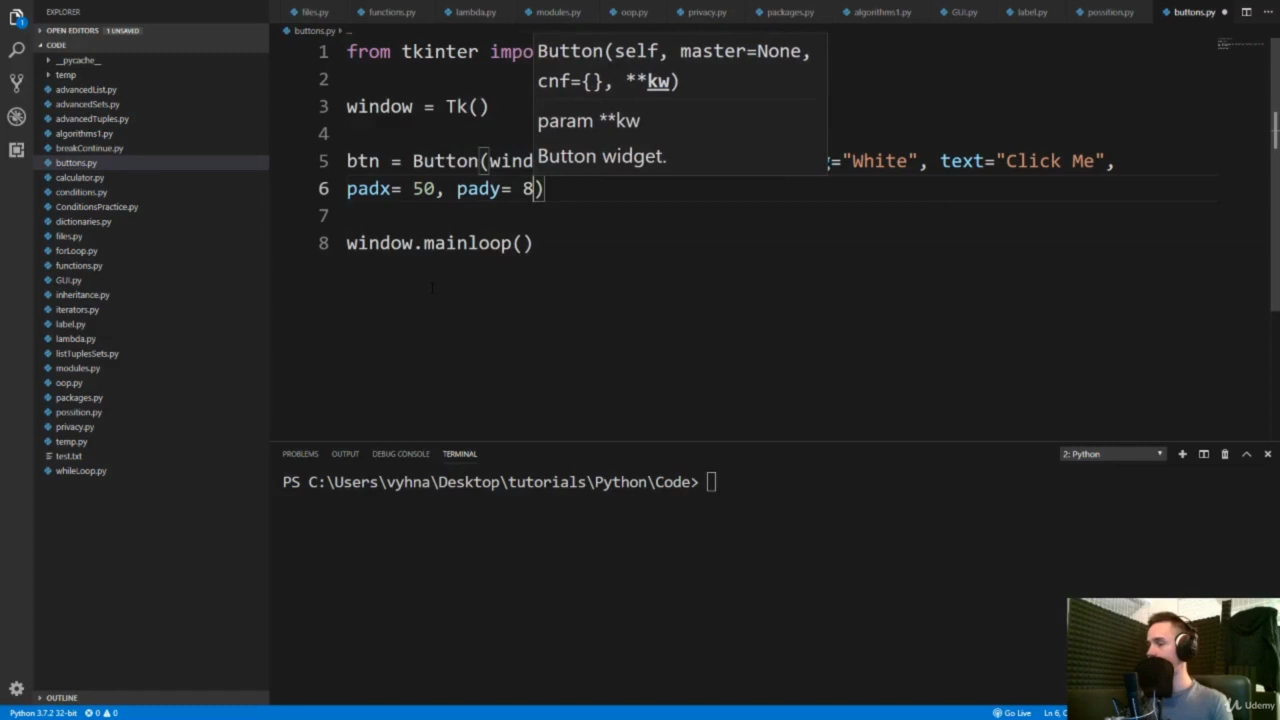 EXPLORER
files.py functions.py lambda.py modules.py oop.py privacy.py packages.py algorithms1.py GUI.py label.py possition.py buttons.py
OPEN EDITORS 1 UNSAVED
CODE
__pycache__
temp
advancedList.py
advancedSets.py
advancedTuples.py
algorithms1.py
breakContinue.py
buttons.py
calculator.py
conditions.py
ConditionsPractice.py
dictionaries.py
files.py
forLoop.py
functions.py
GUI.py
inheritance.py
iterators.py
label.py
lambda.py
listTuplesSets.py
modules.py
oop.py
packages.py
possition.py
privacy.py
temp.py
test.txt
whileLoop.py
OUTLINE
buttons.py > ...
1 from tkinter impo
2
3 window = Tk()
4
5 btn = Button(wind ="White", text="Click Me",
6 padx= 50, pady= 8)
7
8 window.mainloop()
Button(self, master=None,
cnf={}, **kw)
param **kw
Button widget.
PROBLEMS OUTPUT DEBUG CONSOLE TERMINAL 2: Python
PS C:\Users\vyhna\Desktop\tutorials\Python\Code>
Python 3.7.2 32-bit 0 0 Go Live Ln 6,
Udemy